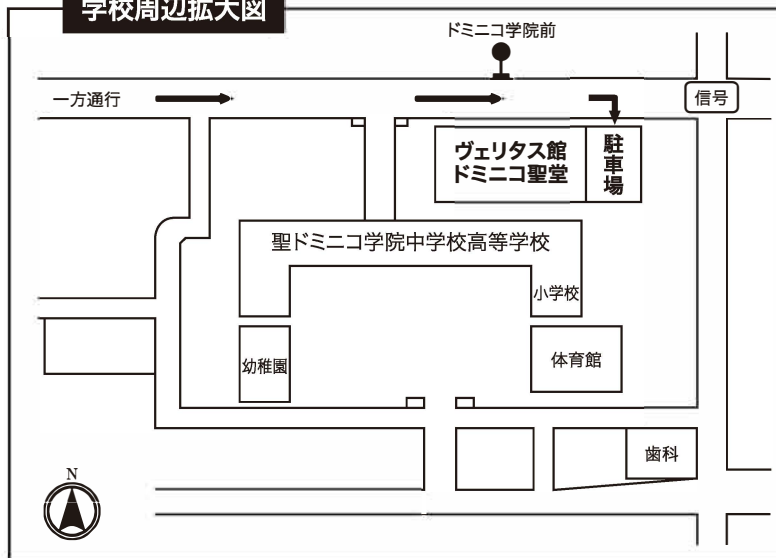 学校周辺拡大図
ドミニコ学院前
一方通行
信号
ヴェリタス館
ドミニコ聖堂
駐車場
聖ドミニコ学院中学校高等学校
小学校
幼稚園
体育館
歯科
N